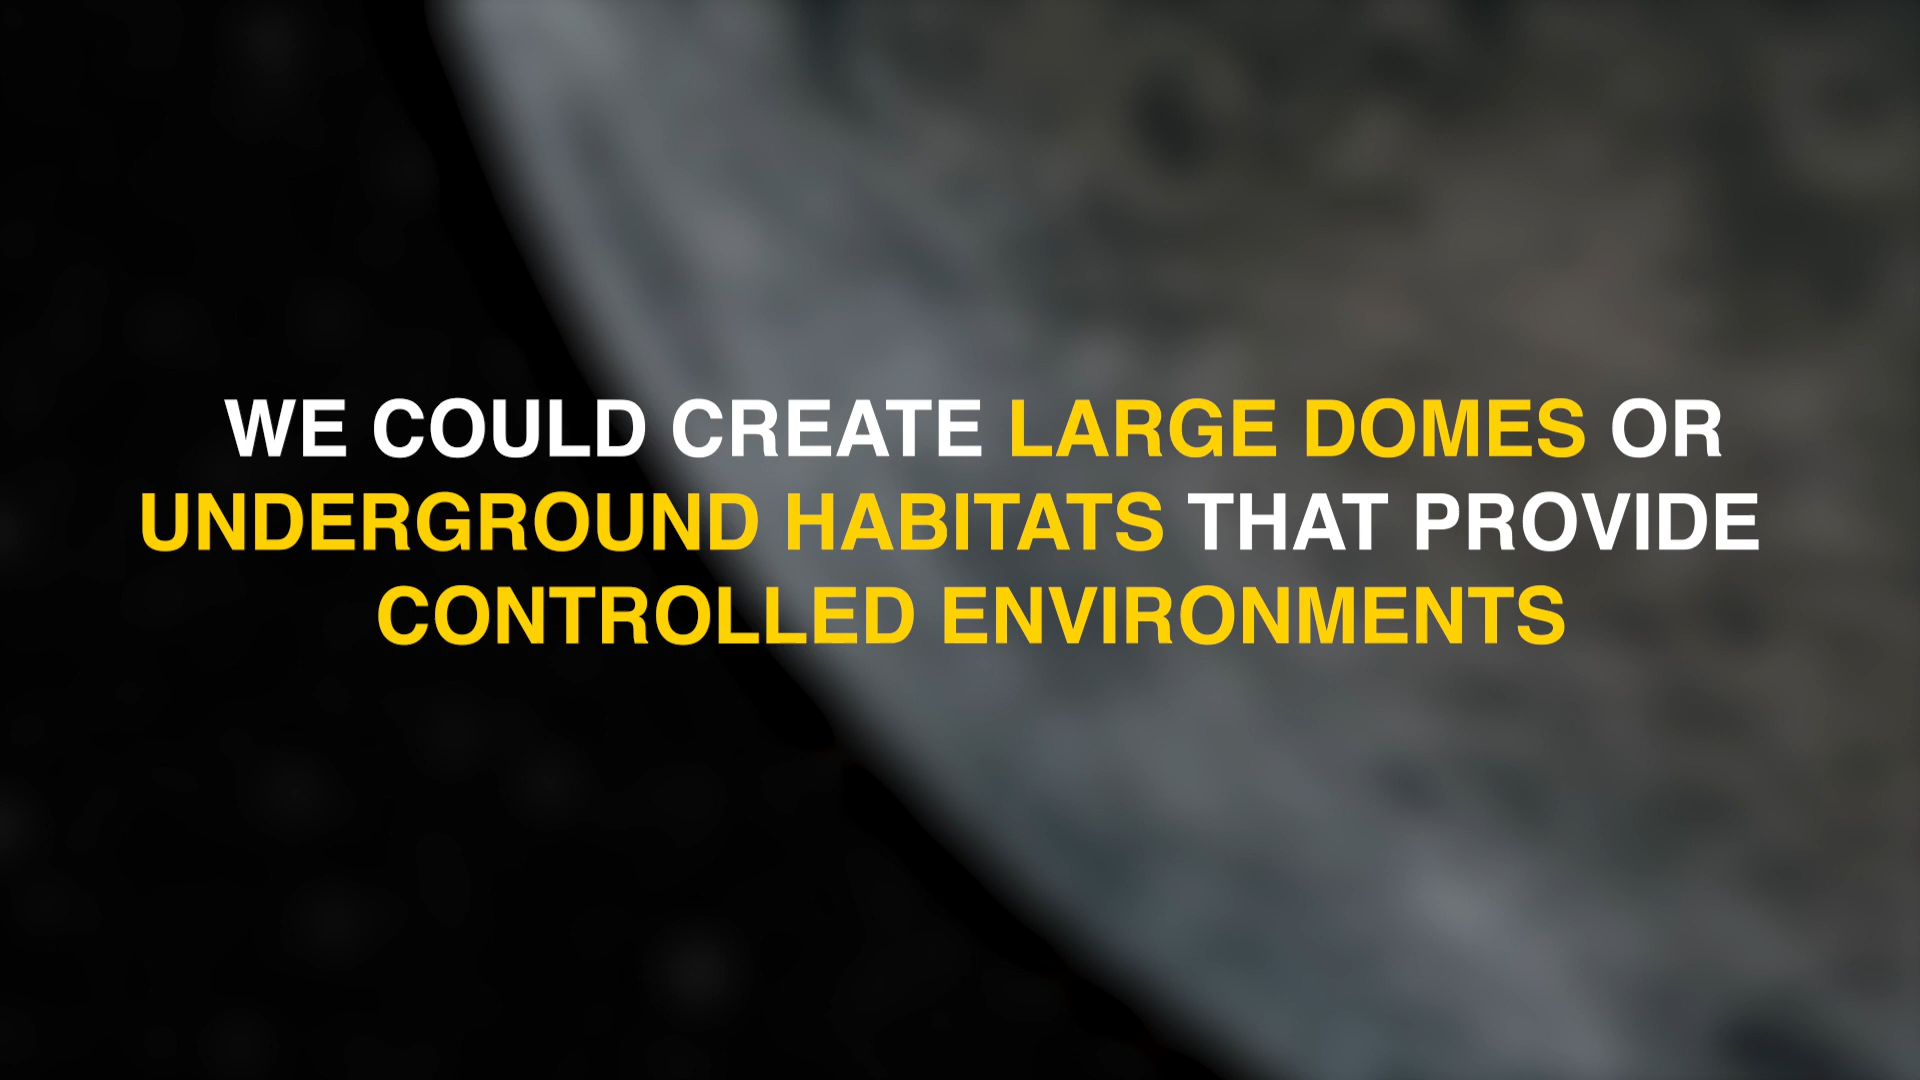 WE COULD CREATE LARGE DOMES OR
UNDERGROUND HABITATS THAT PROVIDE
CONTROLLED ENVIRONMENTS